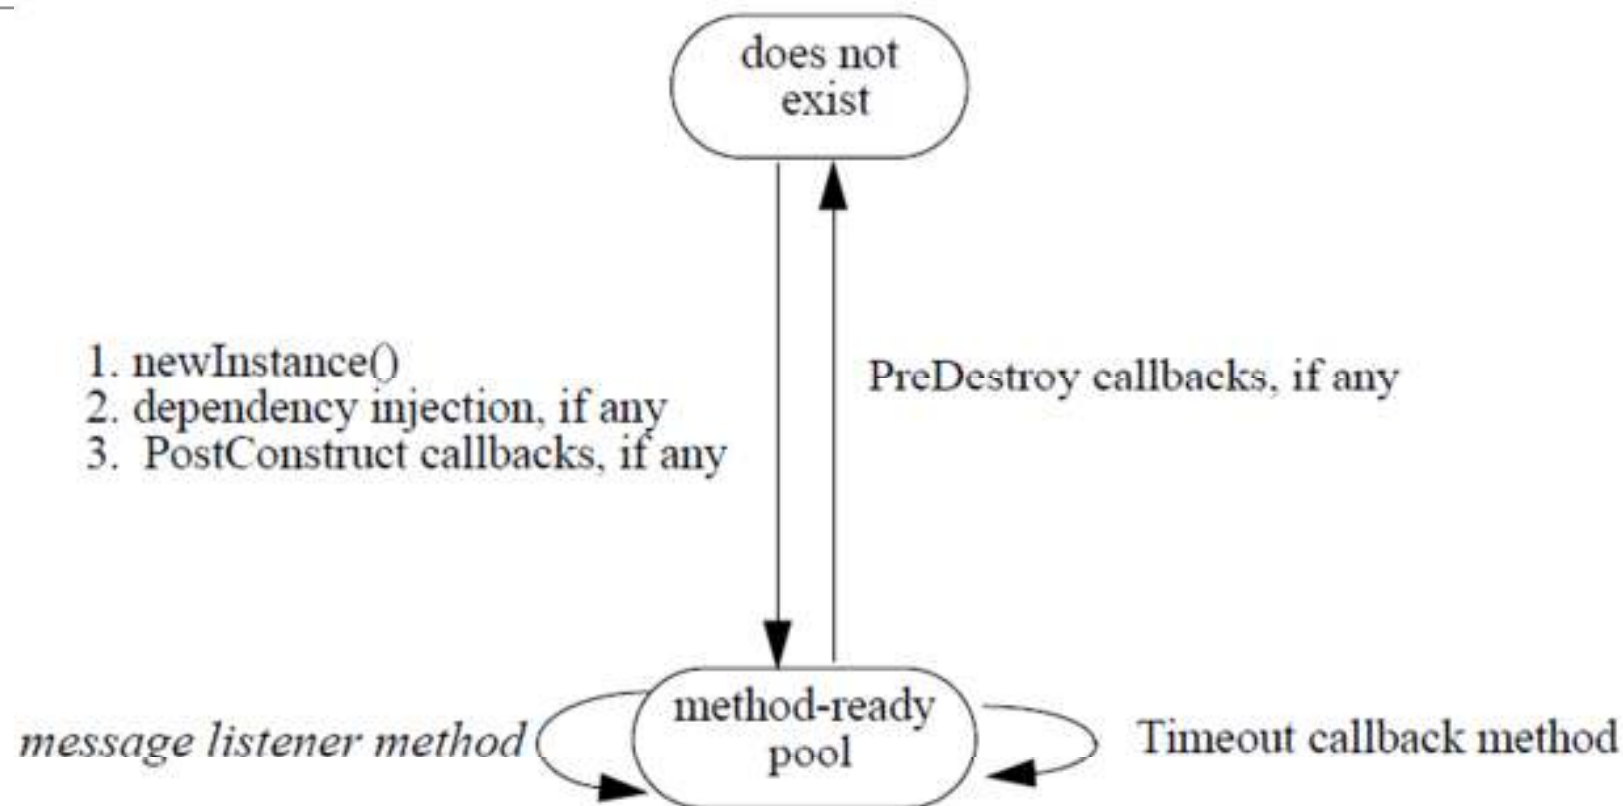 does not
exist
1. newInstance()
2. dependency injection, if any
3. PostConstruct callbacks, if any
PreDestroy callbacks, if any
message listener method
method-ready
pool
Timeout callback method